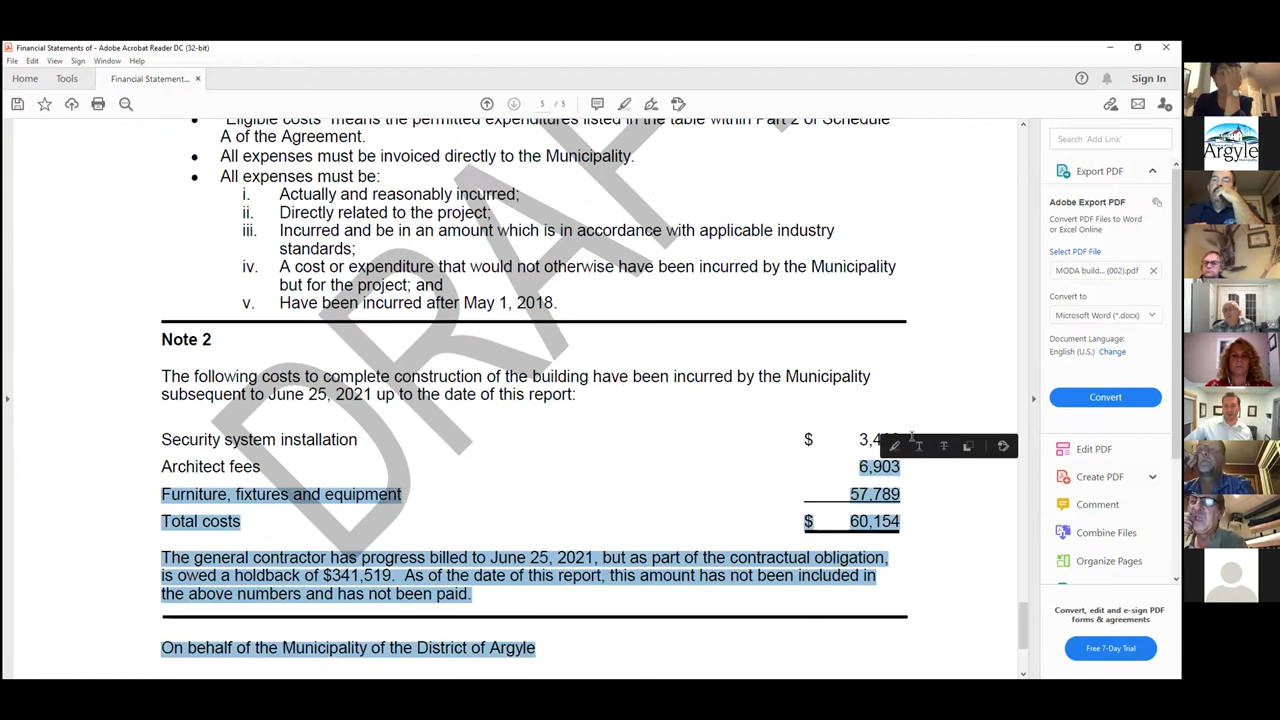 Financial Statements of - Adobe Acrobat Reader DC (32-bit)
File Edit View Sign Window Help
Home Tools Financial Statement... × Sign In
5 / 5
"Eligible costs" means the permitted expenditures listed in the table within Part 2 of Schedule
A of the Agreement.
• All expenses must be invoiced directly to the Municipality.
• All expenses must be:
i. Actually and reasonably incurred;
ii. Directly related to the project;
iii. Incurred and be in an amount which is in accordance with applicable industry
standards;
iv. A cost or expenditure that would not otherwise have been incurred by the Municipality
but for the project; and
v. Have been incurred after May 1, 2018.
DRAF
Note 2
The following costs to complete construction of the building have been incurred by the Municipality
subsequent to June 25, 2021 up to the date of this report:
Security system installation $ 3,4
Architect fees 6,903
Furniture, fixtures and equipment 57,789
Total costs $ 60,154
The general contractor has progress billed to June 25, 2021, but as part of the contractual obligation,
is owed a holdback of $341,519. As of the date of this report, this amount has not been included in
the above numbers and has not been paid.
On behalf of the Municipality of the District of Argyle
Search 'Add Link'
Export PDF
Adobe Export PDF
Convert PDF Files to Word
or Excel Online
Select PDF File
MODA build... (002).pdf
Convert to
Microsoft Word (*.docx)
Document Language:
English (U.S.) Change
Convert
Edit PDF
Create PDF
Comment
Combine Files
Organize Pages
Convert, edit and e-sign PDF
forms & agreements
Free 7-Day Trial
Argyle